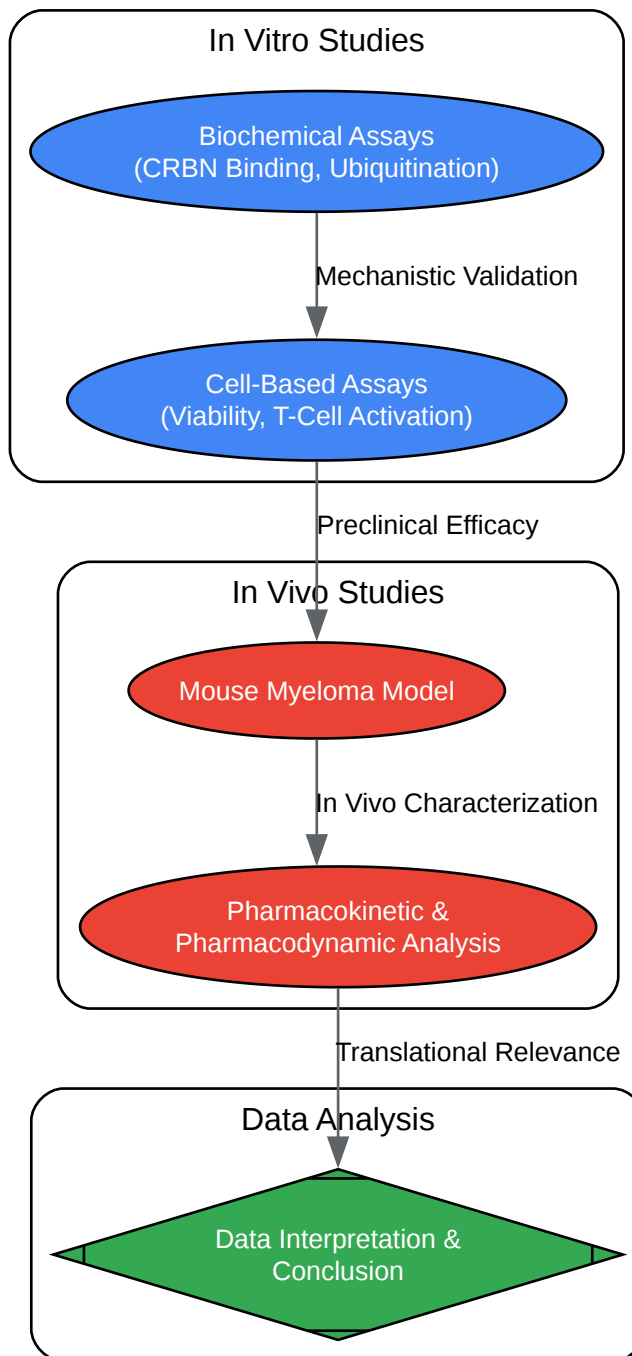 In Vitro Studies
Biochemical Assays
(CRBN Binding, Ubiquitination)
Mechanistic Validation
Cell-Based Assays
(Viability, T-Cell Activation)
Preclinical Efficacy
In Vivo Studies
Mouse Myeloma Model
In Vivo Characterization
Pharmacokinetic &
Pharmacodynamic Analysis
Translational Relevance
Data Analysis
Data Interpretation &
Conclusion